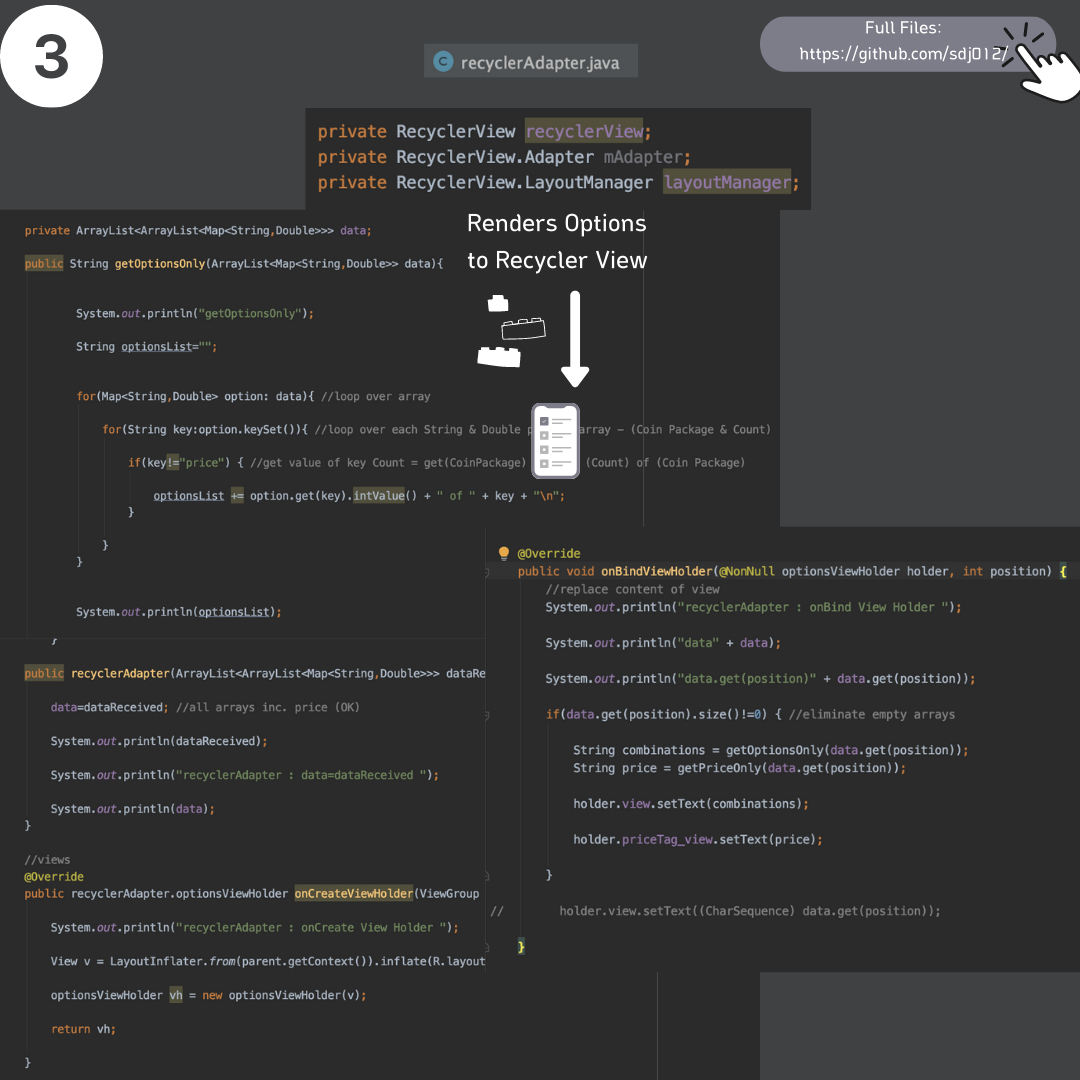 3
Full Files:
https://github.com/sdj012/
C recyclerAdapter.java
private RecyclerView recyclerView;
private RecyclerView.Adapter mAdapter;
private RecyclerView.LayoutManager layoutManager;
Renders Options
to Recycler View
private ArrayList<ArrayList<Map<String,Double>>> data;
public String getOptionsOnly(ArrayList<Map<String,Double>> data){
System.out.println("getOptionsOnly");
String optionsList="";
for(Map<String,Double> option: data){ //loop over array
for(String key:option.keySet()){ //loop over each String & Double p array - (Coin Package & Count)
if(key!="price") { //get value of key Count = get(CoinPackage) (Count) of (Coin Package)
optionsList += option.get(key).intValue() + " of " + key + "\n";
}
}
}
System.out.println(optionsList);
}
public recyclerAdapter(ArrayList<ArrayList<Map<String,Double>>> dataRe
data=dataReceived; //all arrays inc. price (OK)
System.out.println(dataReceived);
System.out.println("recyclerAdapter : data=dataReceived ");
System.out.println(data);
}
//views
@Override
public recyclerAdapter.optionsViewHolder onCreateViewHolder(ViewGroup
System.out.println("recyclerAdapter : onCreate View Holder ");
View v = LayoutInflater.from(parent.getContext()).inflate(R.layout
optionsViewHolder vh = new optionsViewHolder(v);
return vh;
}
@Override
public void onBindViewHolder(@NonNull optionsViewHolder holder, int position) {
//replace content of view
System.out.println("recyclerAdapter : onBind View Holder ");
System.out.println("data" + data);
System.out.println("data.get(position)" + data.get(position));
if(data.get(position).size()!=0) { //eliminate empty arrays
String combinations = getOptionsOnly(data.get(position));
String price = getPriceOnly(data.get(position));
holder.view.setText(combinations);
holder.priceTag_view.setText(price);
}
// holder.view.setText((CharSequence) data.get(position));
}